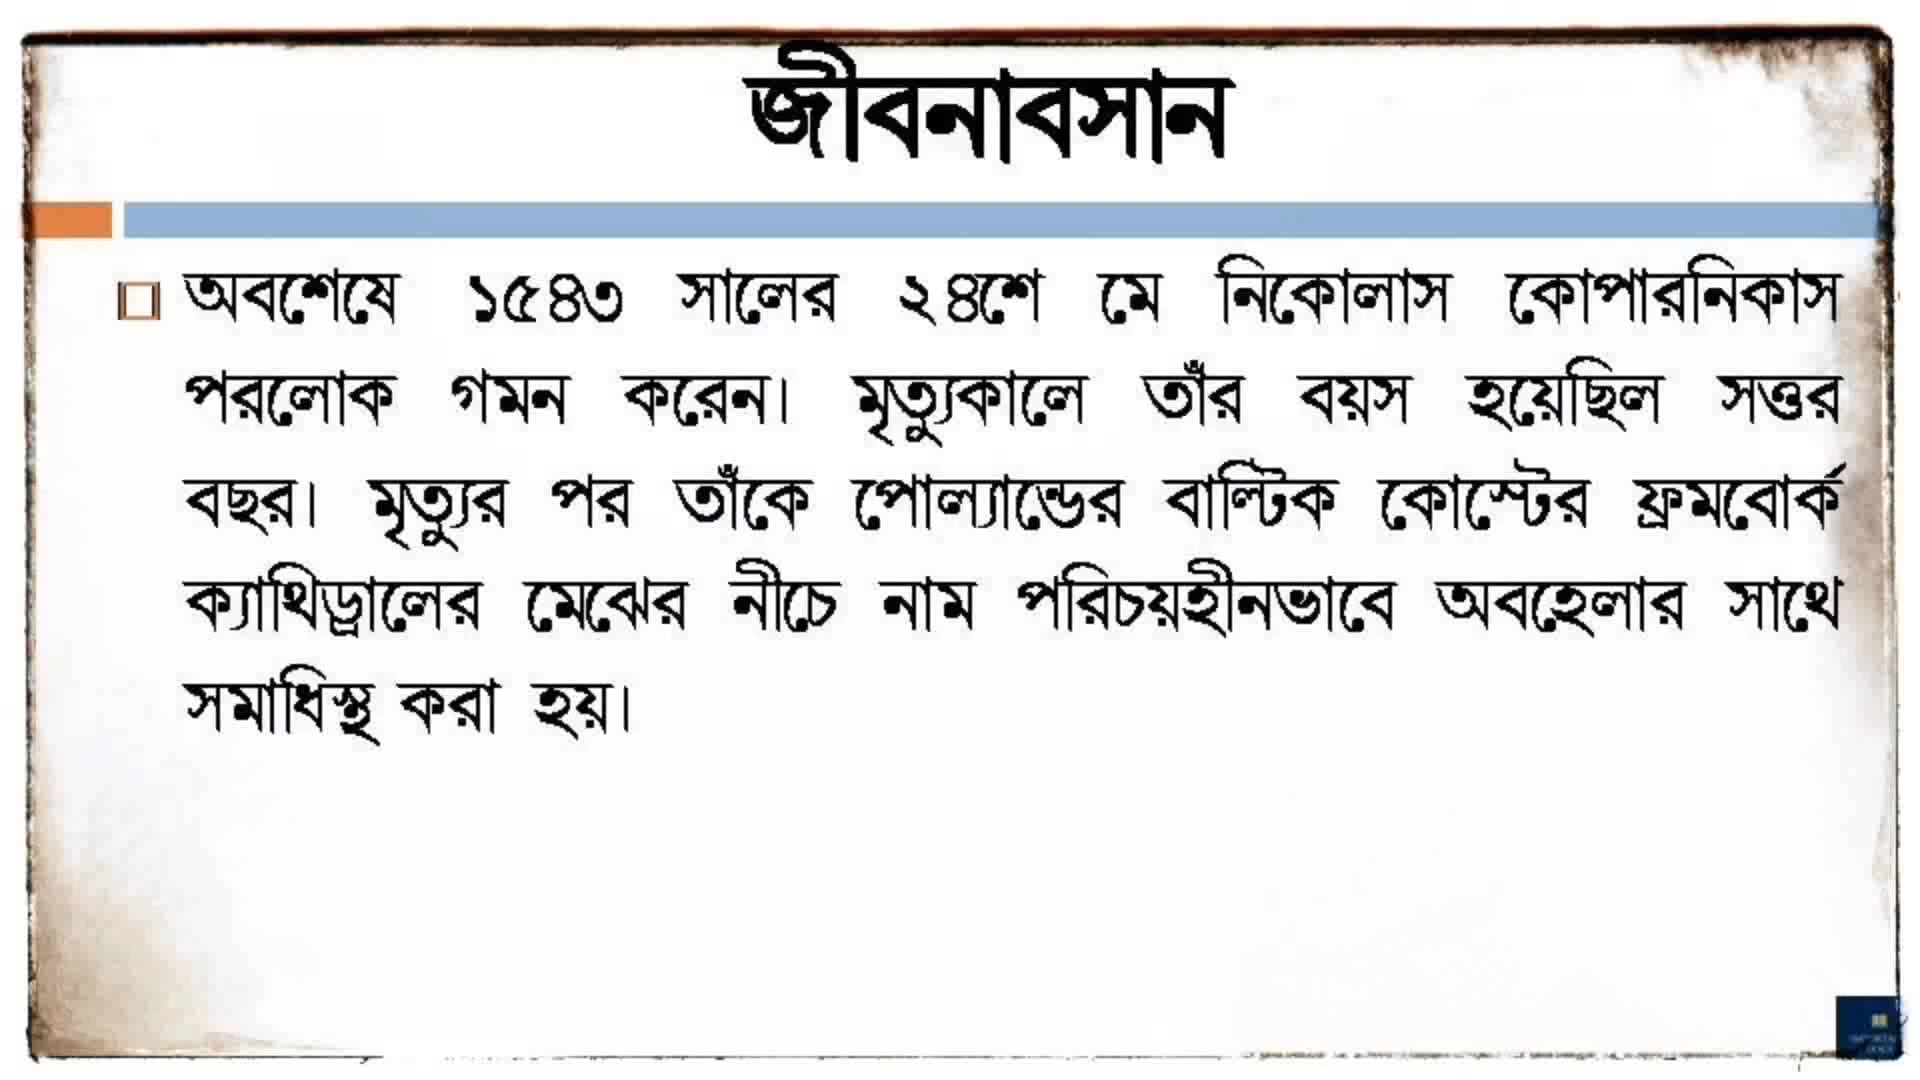 জীবনাবসান
অবশেষে ১৫৪৩ সালের ২৪শে মে নিকোলাস কোপারনিকাস
পরলোক গমন করেন। মৃত্যুকালে তাঁর বয়স হয়েছিল সত্তর
বছর। মৃত্যুর পর তাঁকে পোল্যান্ডের বাল্টিক কোস্টের ফ্রমবোর্ক
ক্যাথিড্রালের মেঝের নীচে নাম পরিচয়হীনভাবে অবহেলার সাথে
সমাধিস্থ করা হয়।